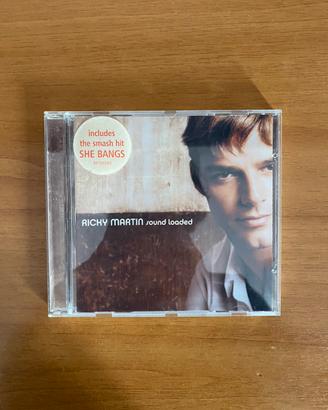 includes
the smash hit
SHE BANGS
RICKY MARTIN sound loaded